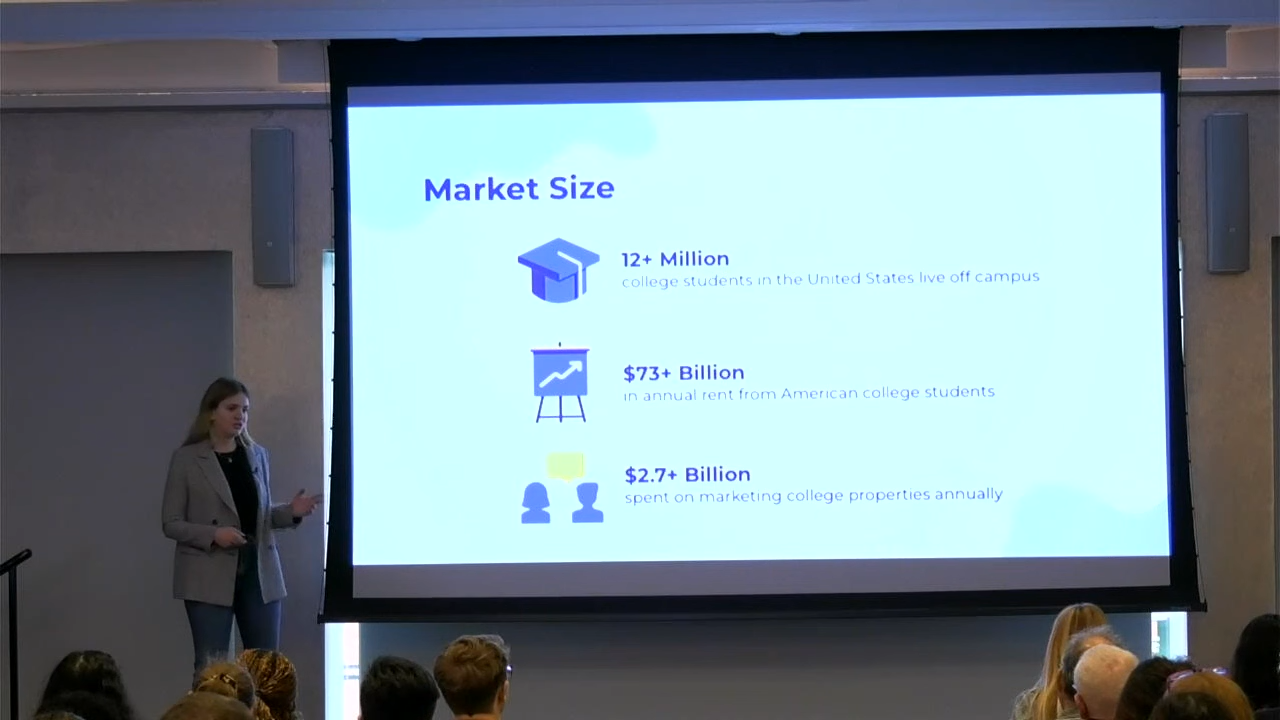 Market Size
12+ Million
college students in the United States live off campus
$73+ Billion
in annual rent from American college students
$2.7+ Billion
spent on marketing college properties annually